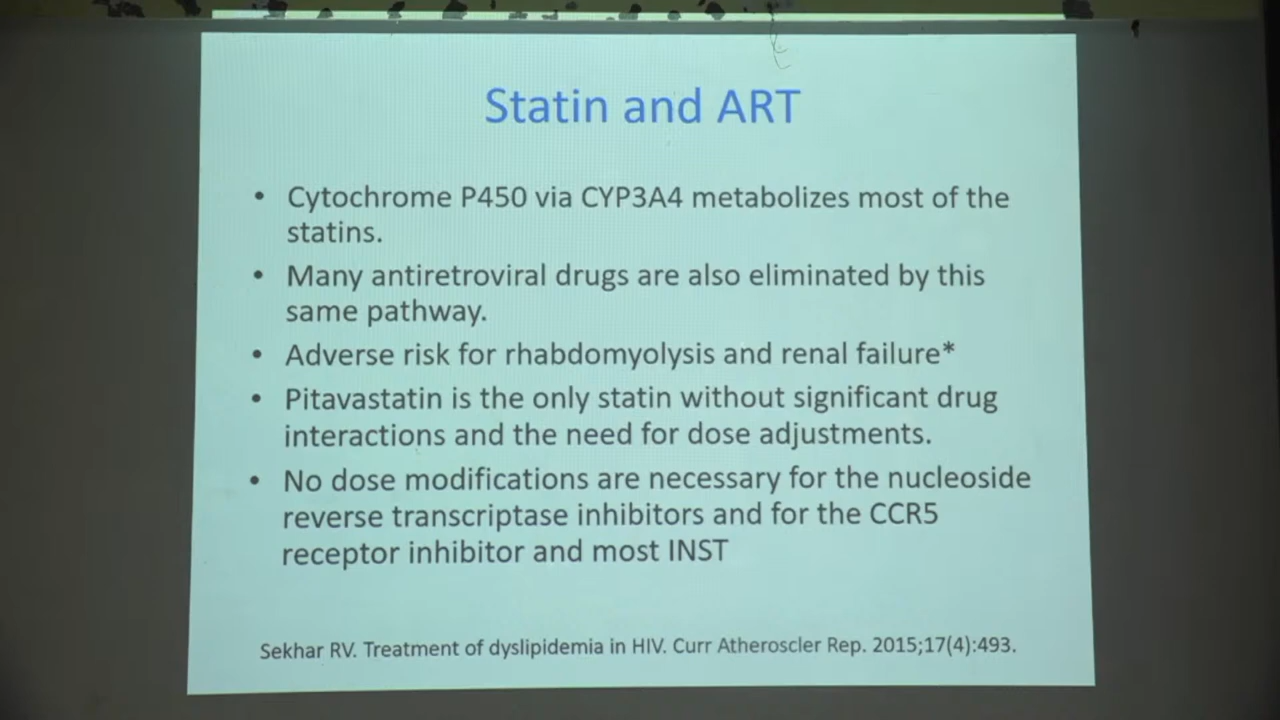 Statin and ART
• Cytochrome P450 via CYP3A4 metabolizes most of the
statins.
• Many antiretroviral drugs are also eliminated by this
same pathway.
• Adverse risk for rhabdomyolysis and renal failure*
• Pitavastatin is the only statin without significant drug
interactions and the need for dose adjustments.
• No dose modifications are necessary for the nucleoside
reverse transcriptase inhibitors and for the CCR5
receptor inhibitor and most INST
Sekhar RV. Treatment of dyslipidemia in HIV. Curr Atheroscler Rep. 2015;17(4):493.